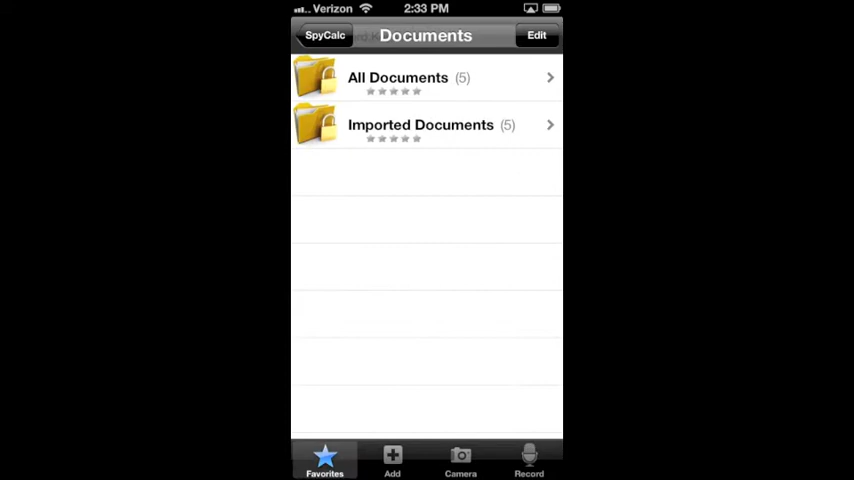 Verizon 2:33 PM
SpyCalc Documents Edit
All Documents (5)
Imported Documents (5)
Favorites Add Camera Record